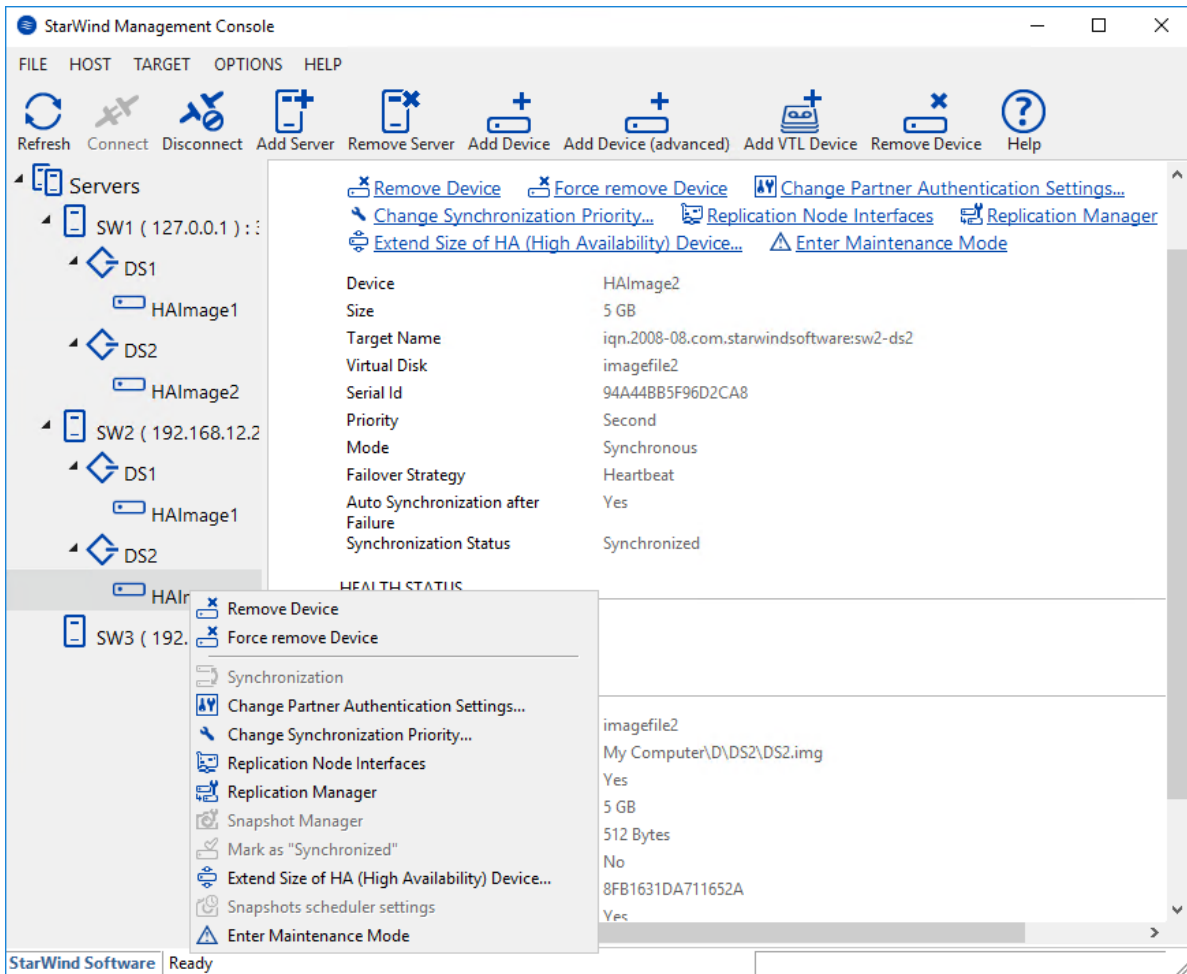 StarWind Management Console
FILE HOST TARGET OPTIONS HELP
Refresh Connect Disconnect Add Server Remove Server Add Device Add Device (advanced) Add VTL Device Remove Device Help
Servers
SW1 ( 127.0.0.1 ) :
DS1
HAImage1
DS2
HAImage2
SW2 ( 192.168.12.2
DS1
HAImage1
DS2
SW3 ( 192.
Remove Device Force remove Device Change Partner Authentication Settings...
Change Synchronization Priority... Replication Node Interfaces Replication Manager
Extend Size of HA (High Availability) Device... Enter Maintenance Mode
Device HAImage2
Size 5 GB
Target Name iqn.2008-08.com.starwindsoftware:sw2-ds2
Virtual Disk imagefile2
Serial Id 94A44BB5F96D2CA8
Priority Second
Mode Synchronous
Failover Strategy Heartbeat
Auto Synchronization after Yes
Failure
Synchronization Status Synchronized
HEALTH STATUS
Remove Device
Force remove Device
Synchronization
Change Partner Authentication Settings...
Change Synchronization Priority...
Replication Node Interfaces
Replication Manager
Snapshot Manager
Mark as "Synchronized"
Extend Size of HA (High Availability) Device...
Snapshots scheduler settings
Enter Maintenance Mode
imagefile2
My Computer\D\DS2\DS2.img
Yes
5 GB
512 Bytes
No
8FB1631DA711652A
Yes
StarWind Software Ready